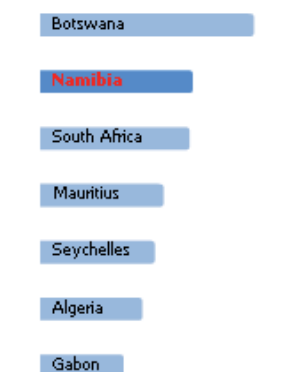 Botswana
Namibia
South Africa
Mauritius
Seychelles
Algeria
Gabon